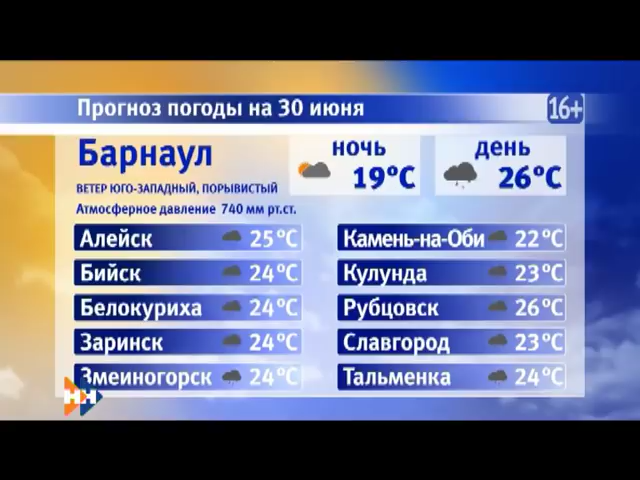 Прогноз погоды на 30 июня
16+
Барнаул
ночь
19°C
день
26°C
ВЕТЕР ЮГО-ЗАПАДНЫЙ, ПОРЫВИСТЫЙ
Атмосферное давление 740 мм рт.ст.
Алейск 25°C
Бийск 24°C
Белокуриха 24°C
Заринск 24°C
Змеиногорск 24°C
Камень-на-Оби 22°C
Кулунда 23°C
Рубцовск 26°C
Славгород 23°C
Тальменка 24°C
НН